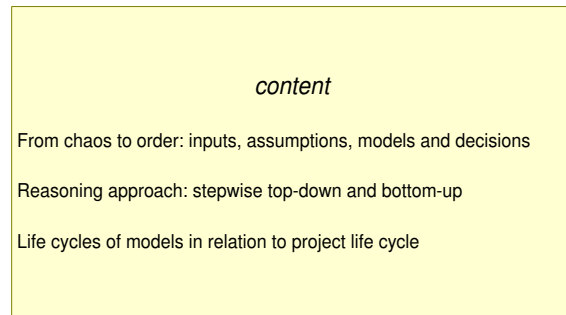 content
From chaos to order: inputs, assumptions, models and decisions
Reasoning approach: stepwise top-down and bottom-up
Life cycles of models in relation to project life cycle